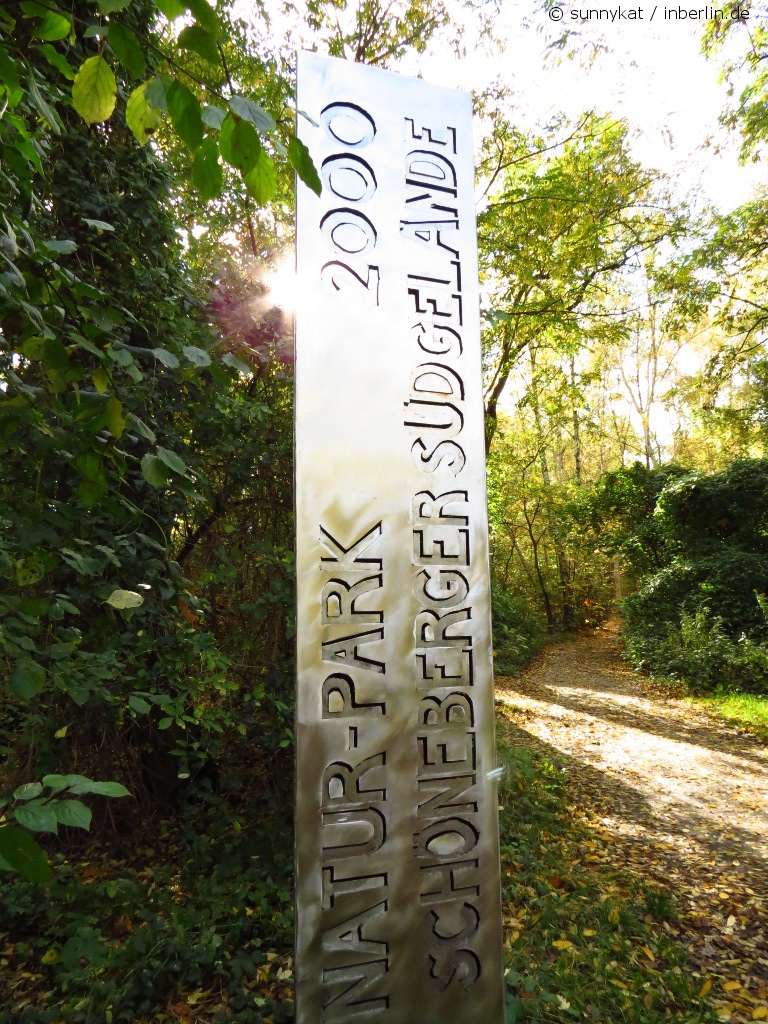 © sunnykat / inberlin.de
NATUR-PARK 2000
SCHÖNEBERGER SÜDGELÄNDE